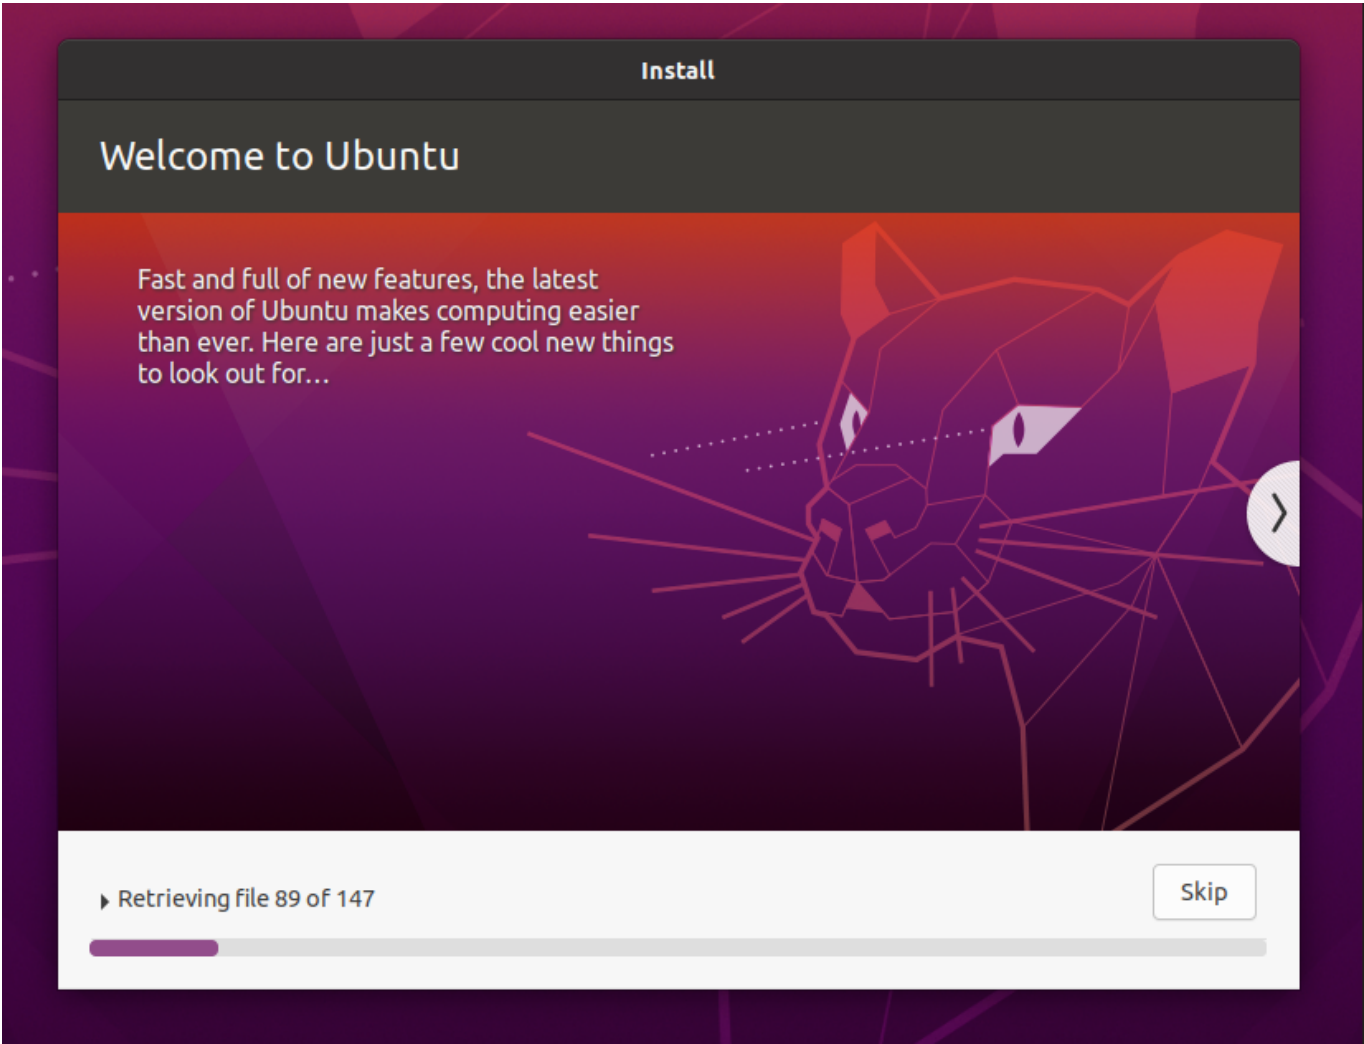 Install
Welcome to Ubuntu
Fast and full of new features, the latest
version of Ubuntu makes computing easier
than ever. Here are just a few cool new things
to look out for…
Retrieving file 89 of 147
Skip